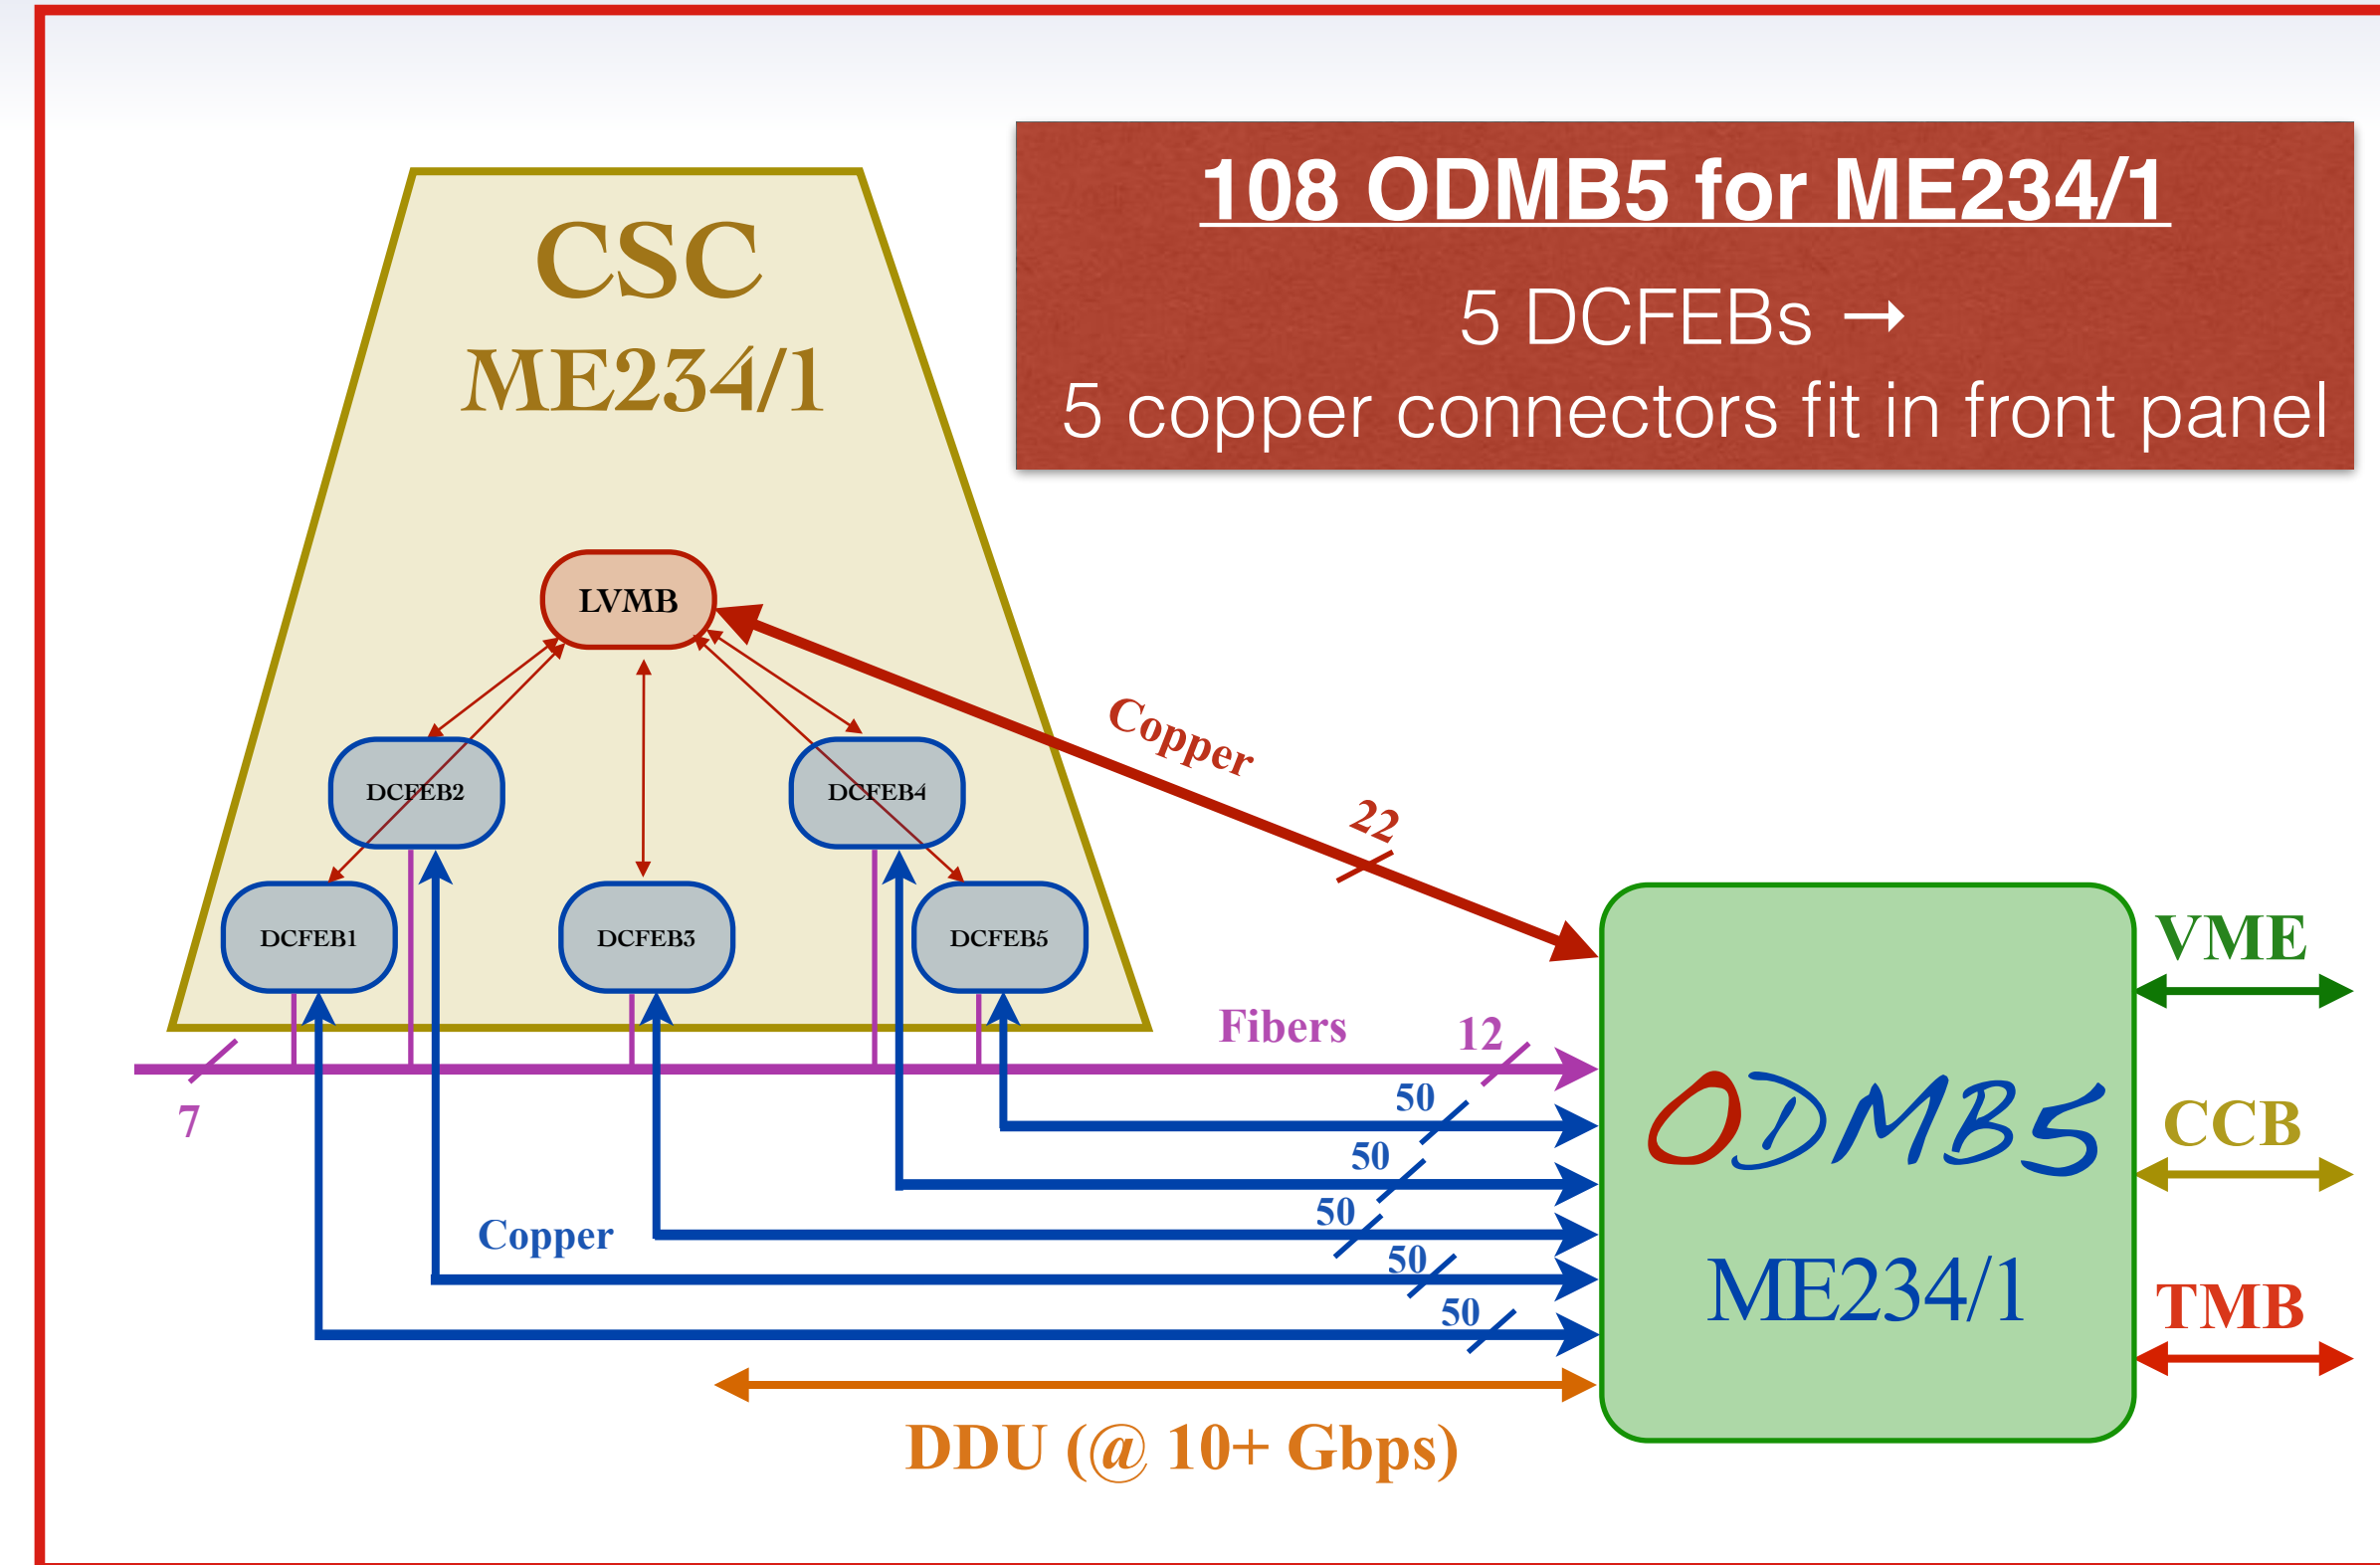 108 ODMB5 for ME234/1
5 DCFEBs →
5 copper connectors fit in front panel
CSC
ME234/1
LVMB
DCFEB2
DCFEB4
DCFEB1
DCFEB3
DCFEB5
Copper
22
Fibers
12
7
50
50
50
50
50
Copper
DDU (@ 10+ Gbps)
ODMB5
ME234/1
VME
CCB
TMB